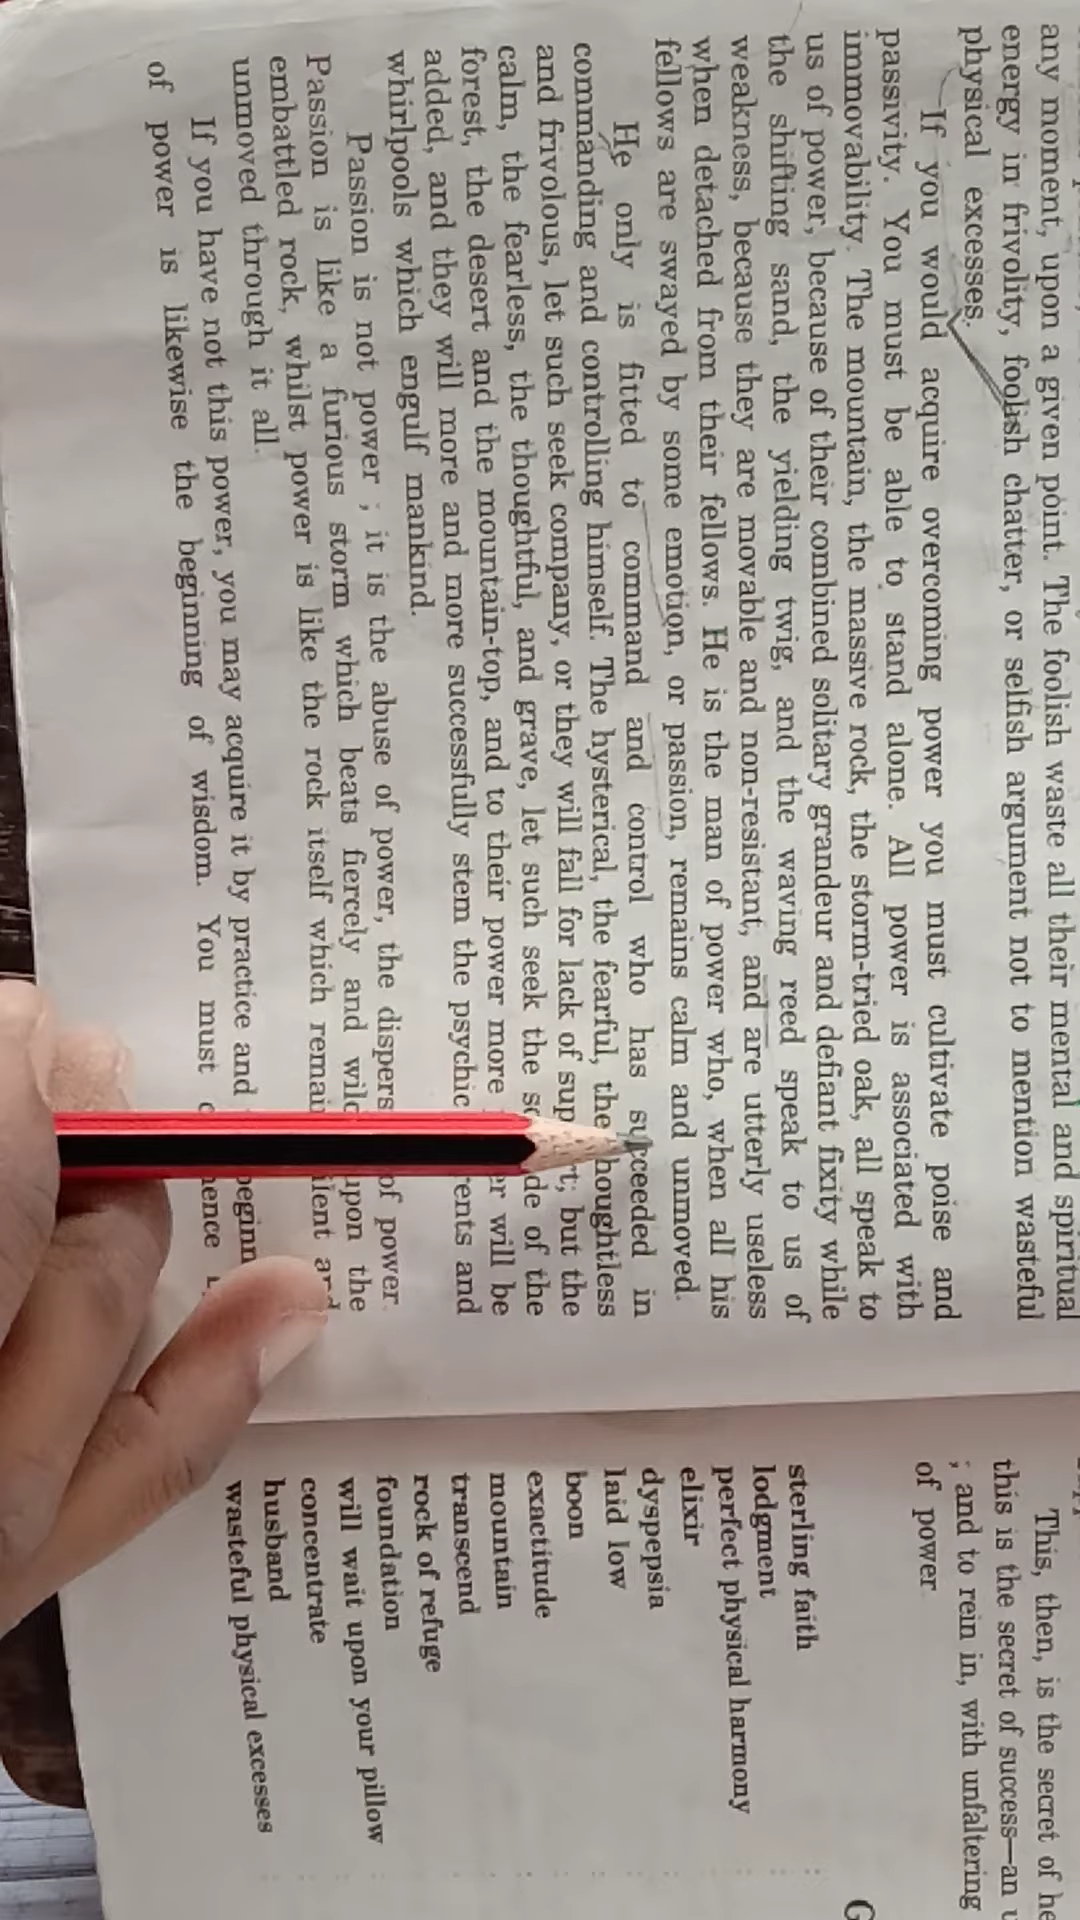 any moment, upon a given point. The foolish waste all their mental and spiritual
energy in frivolity, foolish chatter, or selfish argument not to mention wasteful
physical excesses.
If you would acquire overcoming power you must cultivate poise and
passivity. You must be able to stand alone. All power is associated with
immovability. The mountain, the massive rock, the storm-tried oak, all speak to
us of power, because of their combined solitary grandeur and defiant fixity while
the shifting sand, the yielding twig, and the waving reed speak to us of
weakness, because they are movable and non-resistant, and are utterly useless
when detached from their fellows. He is the man of power who, when all his
fellows are swayed by some emotion, or passion, remains calm and unmoved.
He only is fitted to command and control who has succeeded in
commanding and controlling himself. The hysterical, the fearful, the thoughtless
and frivolous, let such seek company, or they will fall for lack of ; but the
calm, the fearless, the thoughtful, and grave, let such seek the of the
forest, the desert and the mountain-top, and to their power more will be
added, and they will more and more successfully stem the psychic and
whirlpools which engulf mankind.
Passion is not power ; it is the abuse of power, the of power.
Passion is like a furious storm which beats fiercely and upon the
embattled rock, whilst power is like the rock itself which and
unmoved through it all.
If you have not this power, you may acquire it by practice and
of power is likewise the beginning of wisdom. You must
This, then, is the secret of
this is the secret of success—an
; and to rein in, with unfaltering
of power
sterling faith
lodgment
perfect physical harmony
elixir
dyspepsia
laid low
boon
exactitude
mountain
transcend
rock of refuge
foundation
will wait upon your pillow
concentrate
husband
wasteful physical excesses